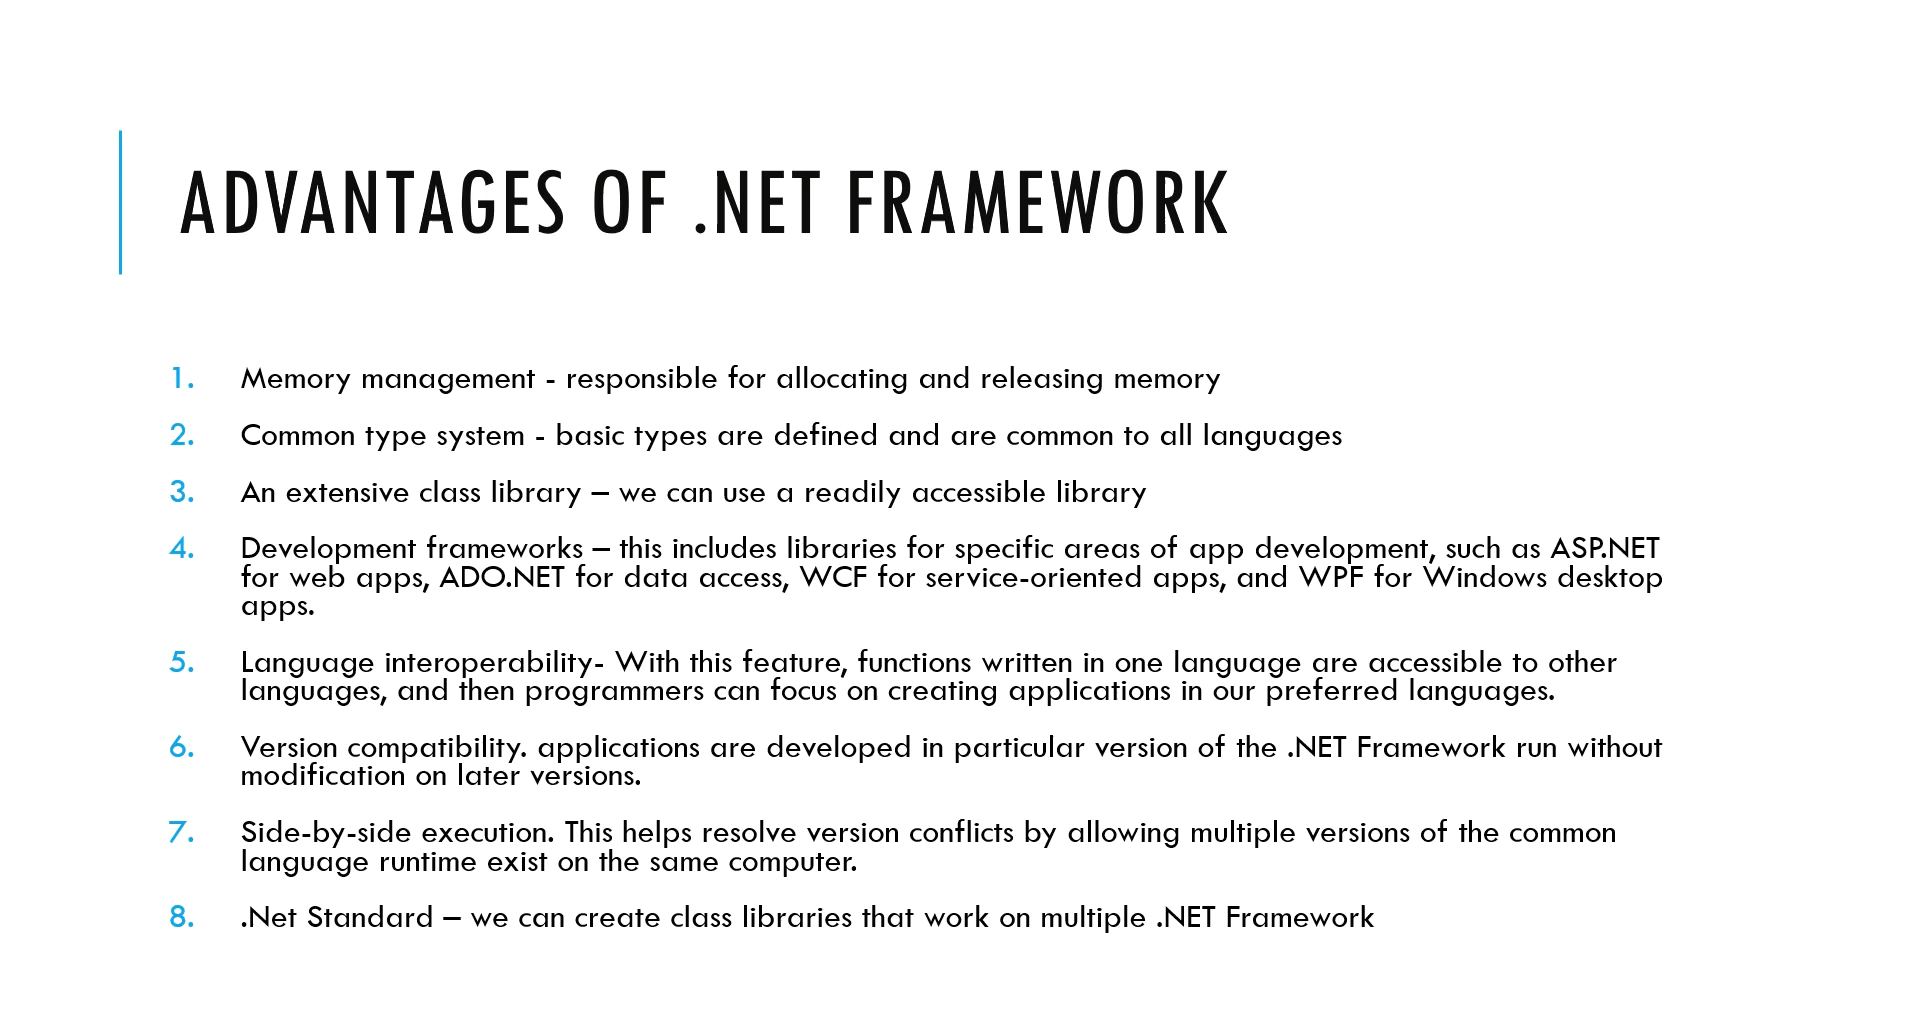 ADVANTAGES OF .NET FRAMEWORK
1. Memory management - responsible for allocating and releasing memory
2. Common type system - basic types are defined and are common to all languages
3. An extensive class library – we can use a readily accessible library
4. Development frameworks – this includes libraries for specific areas of app development, such as ASP.NET
for web apps, ADO.NET for data access, WCF for service-oriented apps, and WPF for Windows desktop
apps.
5. Language interoperability- With this feature, functions written in one language are accessible to other
languages, and then programmers can focus on creating applications in our preferred languages.
6. Version compatibility. applications are developed in particular version of the .NET Framework run without
modification on later versions.
7. Side-by-side execution. This helps resolve version conflicts by allowing multiple versions of the common
language runtime exist on the same computer.
8. .Net Standard – we can create class libraries that work on multiple .NET Framework